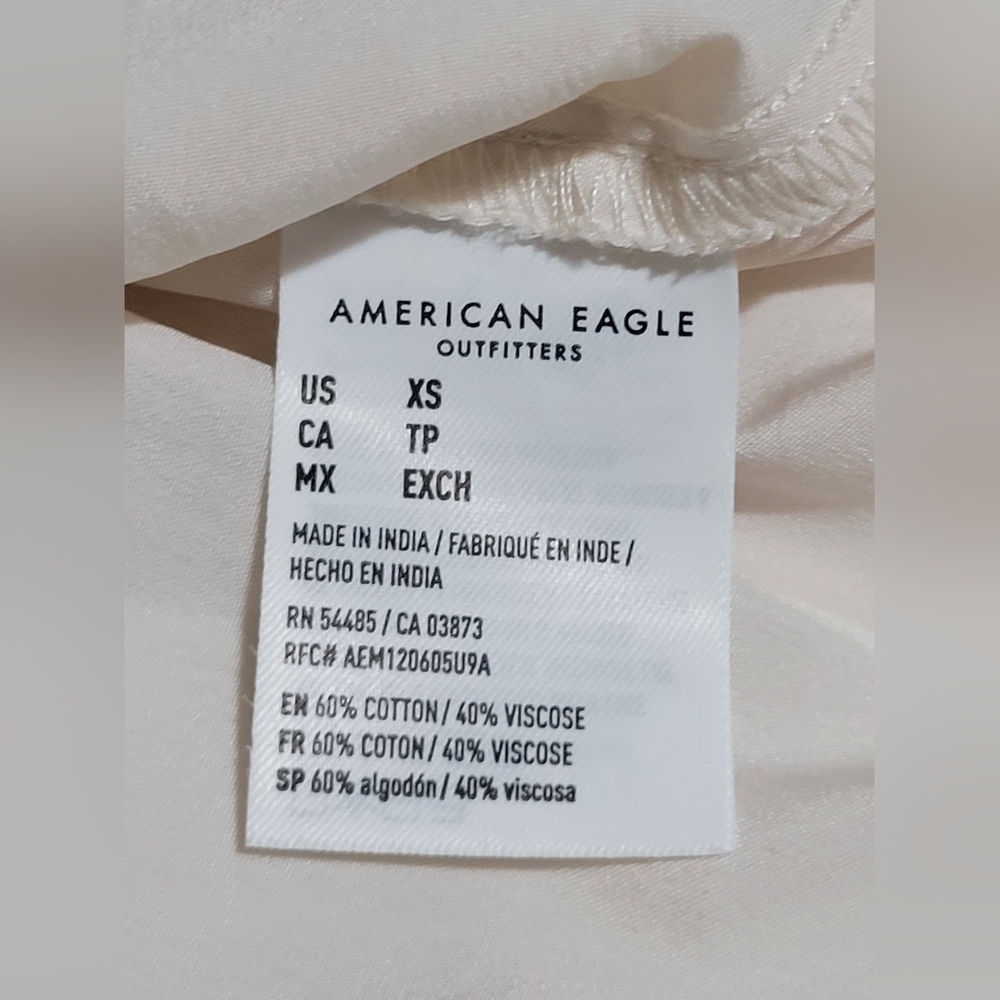 AMERICAN EAGLE
OUTFITTERS
US XS
CA TP
MX EXCH
MADE IN INDIA / FABRIQUÉ EN INDE /
HECHO EN INDIA
RN 54485 / CA 03873
RFC# AEM120605U9A
EN 60% COTTON / 40% VISCOSE
FR 60% COTON / 40% VISCOSE
SP 60% algodón / 40% viscosa